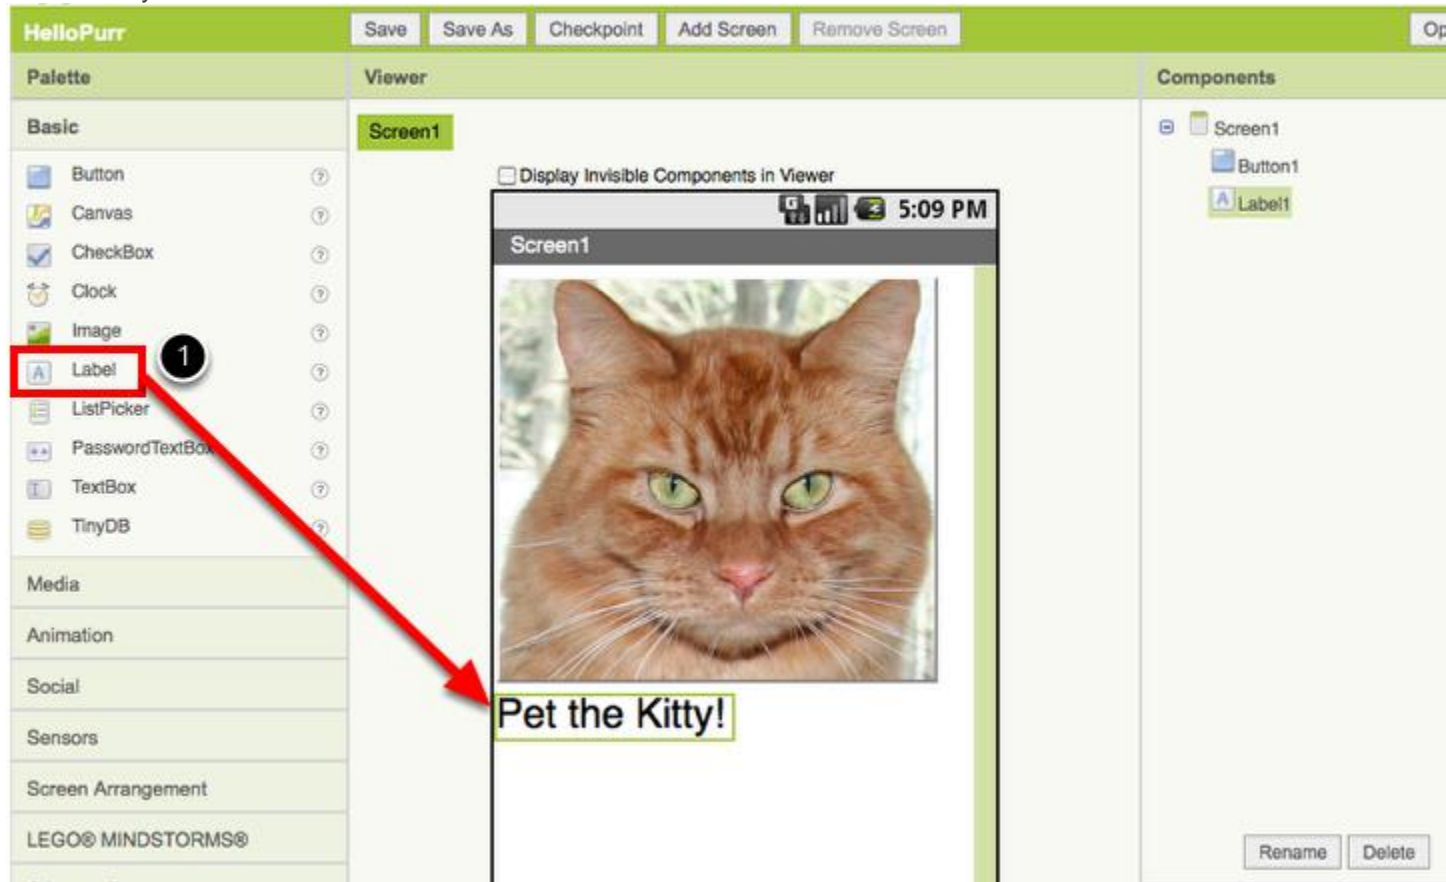 HelloPurr
Save Save As Checkpoint Add Screen Remove Screen
Palette
Viewer
Components
Basic
Button
Canvas
CheckBox
Clock
Image
Label
1
ListPicker
PasswordTextBox
TextBox
TinyDB
Media
Animation
Social
Sensors
Screen Arrangement
LEGO® MINDSTORMS®
Screen1
Display Invisible Components in Viewer
5:09 PM
Screen1
Pet the Kitty!
Screen1
Button1
Label1
Rename Delete